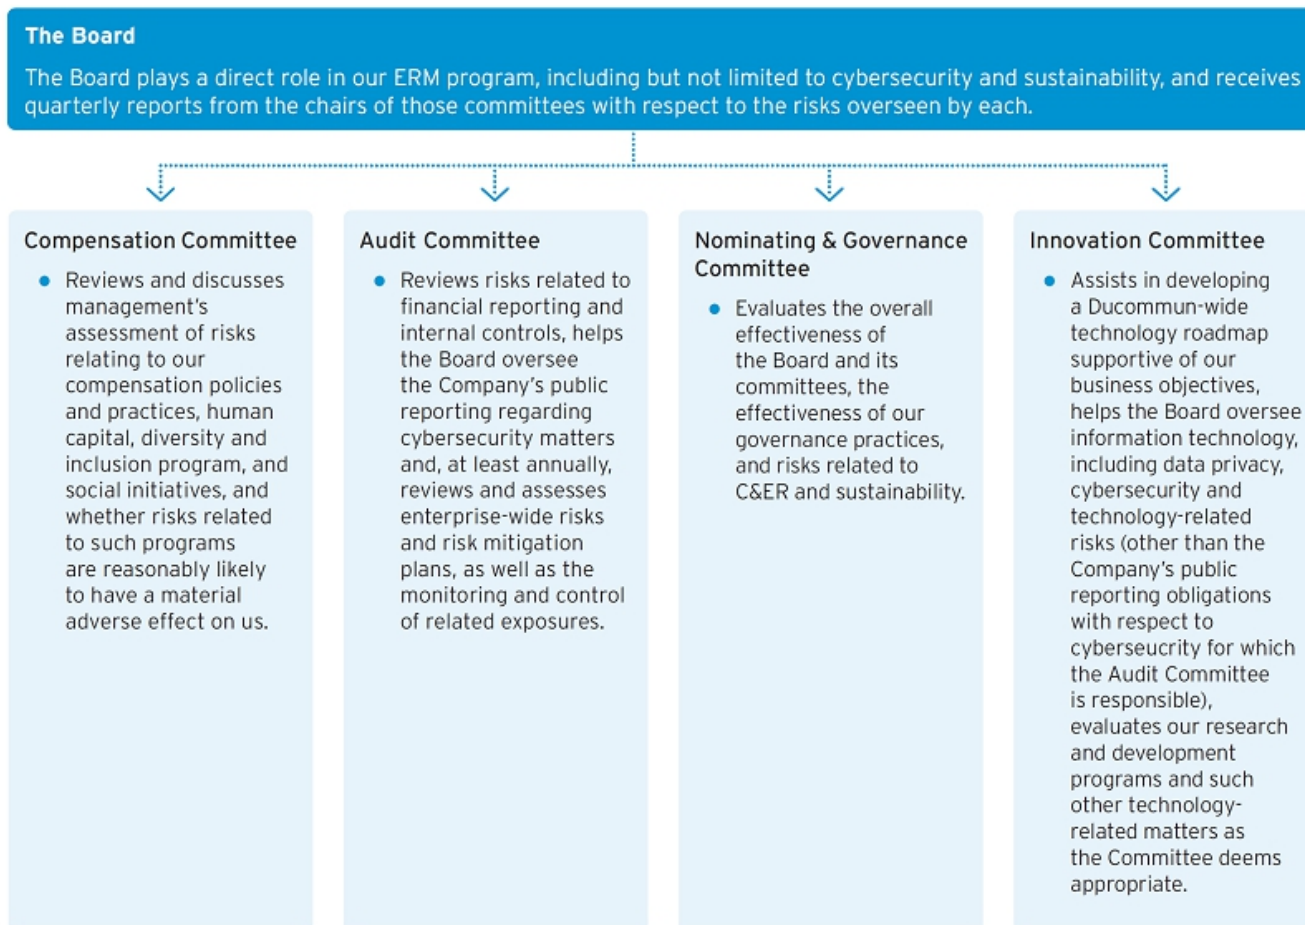 The Board
The Board plays a direct role in our ERM program, including but not limited to cybersecurity and sustainability, and receives
quarterly reports from the chairs of those committees with respect to the risks overseen by each.
Compensation Committee
● Reviews and discusses
management's
assessment of risks
relating to our
compensation policies
and practices, human
capital, diversity and
inclusion program, and
social initiatives, and
whether risks related
to such programs
are reasonably likely
to have a material
adverse effect on us.
Audit Committee
● Reviews risks related to
financial reporting and
internal controls, helps
the Board oversee
the Company's public
reporting regarding
cybersecurity matters
and, at least annually,
reviews and assesses
enterprise-wide risks
and risk mitigation
plans, as well as the
monitoring and control
of related exposures.
Nominating & Governance
Committee
● Evaluates the overall
effectiveness of
the Board and its
committees, the
effectiveness of our
governance practices,
and risks related to
C&ER and sustainability.
Innovation Committee
● Assists in developing
a Ducommun-wide
technology roadmap
supportive of our
business objectives,
helps the Board oversee
information technology,
including data privacy,
cybersecurity and
technology-related
risks (other than the
Company's public
reporting obligations
with respect to
cyberseucrity for which
the Audit Committee
is responsible),
evaluates our research
and development
programs and such
other technology-
related matters as
the Committee deems
appropriate.